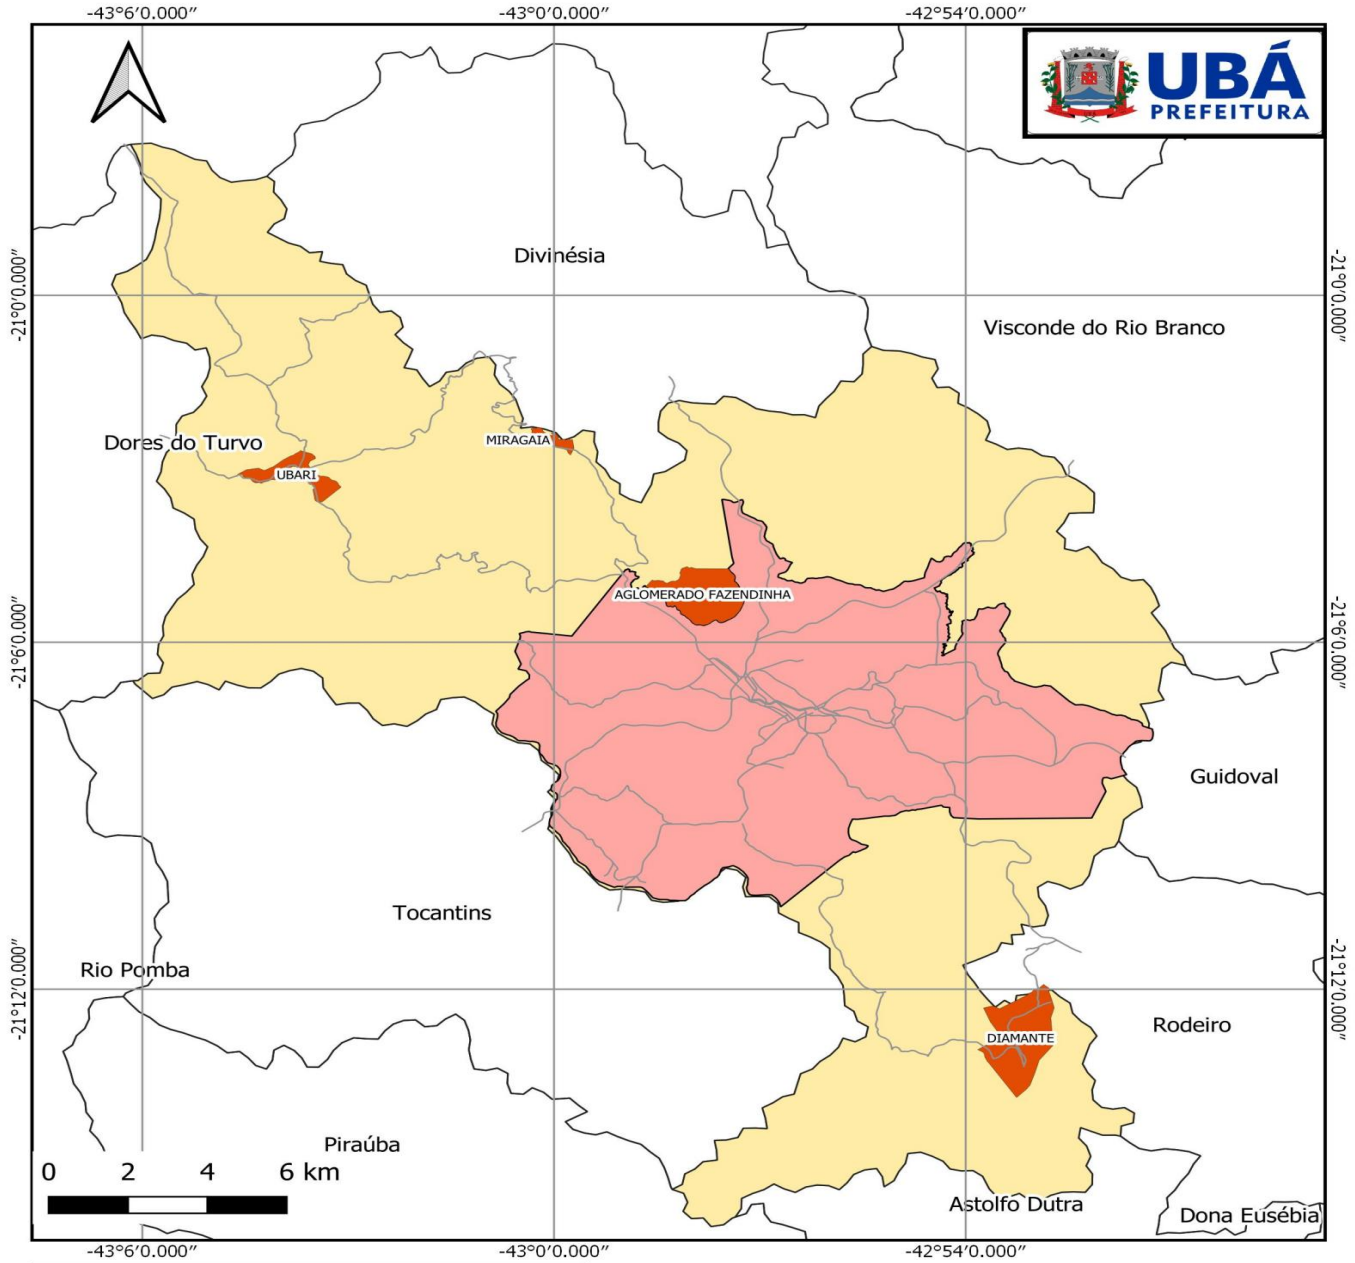 -43°6′0.000″
-43°0′0.000″
-42°54′0.000″
UBÁ
PREFEITURA
Divinésia
-21°0′0.000″
-21°0′0.000″
Visconde do Rio Branco
Dores do Turvo
MIRAGAIA
UBARI
AGLOMERADO FAZENDINHA
-21°6′0.000″
-21°6′0.000″
Guidoval
Tocantins
Rio Pomba
-21°12′0.000″
-21°12′0.000″
Rodeiro
DIAMANTE
Piraúba
0 2 4 6 km
Astolfo Dutra
Dona Eusébia
-43°6′0.000″
-43°0′0.000″
-42°54′0.000″